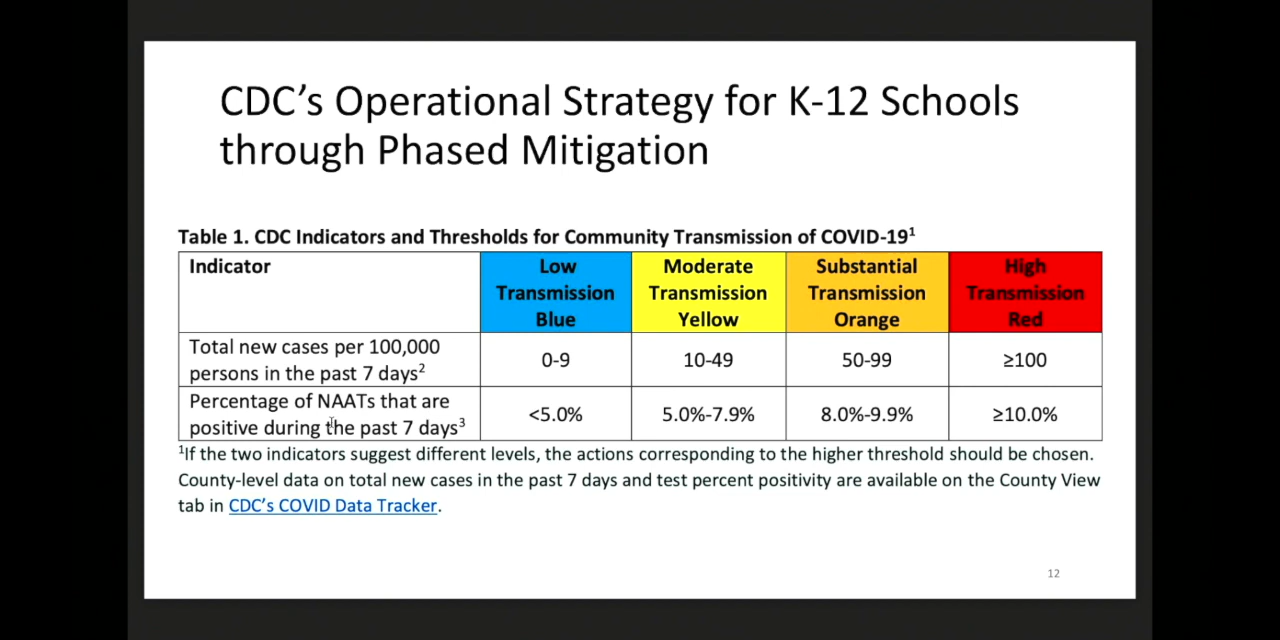 CDC’s Operational Strategy for K-12 Schools
through Phased Mitigation
Table 1. CDC Indicators and Thresholds for Community Transmission of COVID-19¹
Indicator
Low
Transmission
Blue
Moderate
Transmission
Yellow
Substantial
Transmission
Orange
High
Transmission
Red
Total new cases per 100,000
persons in the past 7 days²
0-9
10-49
50-99
≥100
Percentage of NAATs that are
positive during the past 7 days³
<5.0%
5.0%-7.9%
8.0%-9.9%
≥10.0%
¹If the two indicators suggest different levels, the actions corresponding to the higher threshold should be chosen.
County-level data on total new cases in the past 7 days and test percent positivity are available on the County View
tab in CDC’s COVID Data Tracker.
12